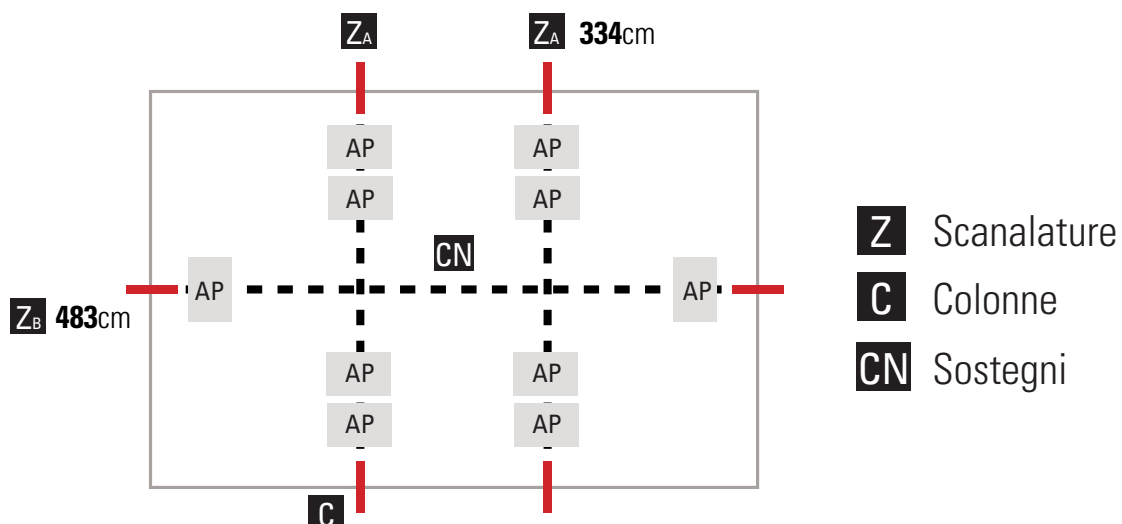 ZA
ZA 334cm
AP
AP
AP
AP
CN
AP
AP
ZB 483cm
AP
AP
AP
AP
C
Z Scanalature
C Colonne
CN Sostegni